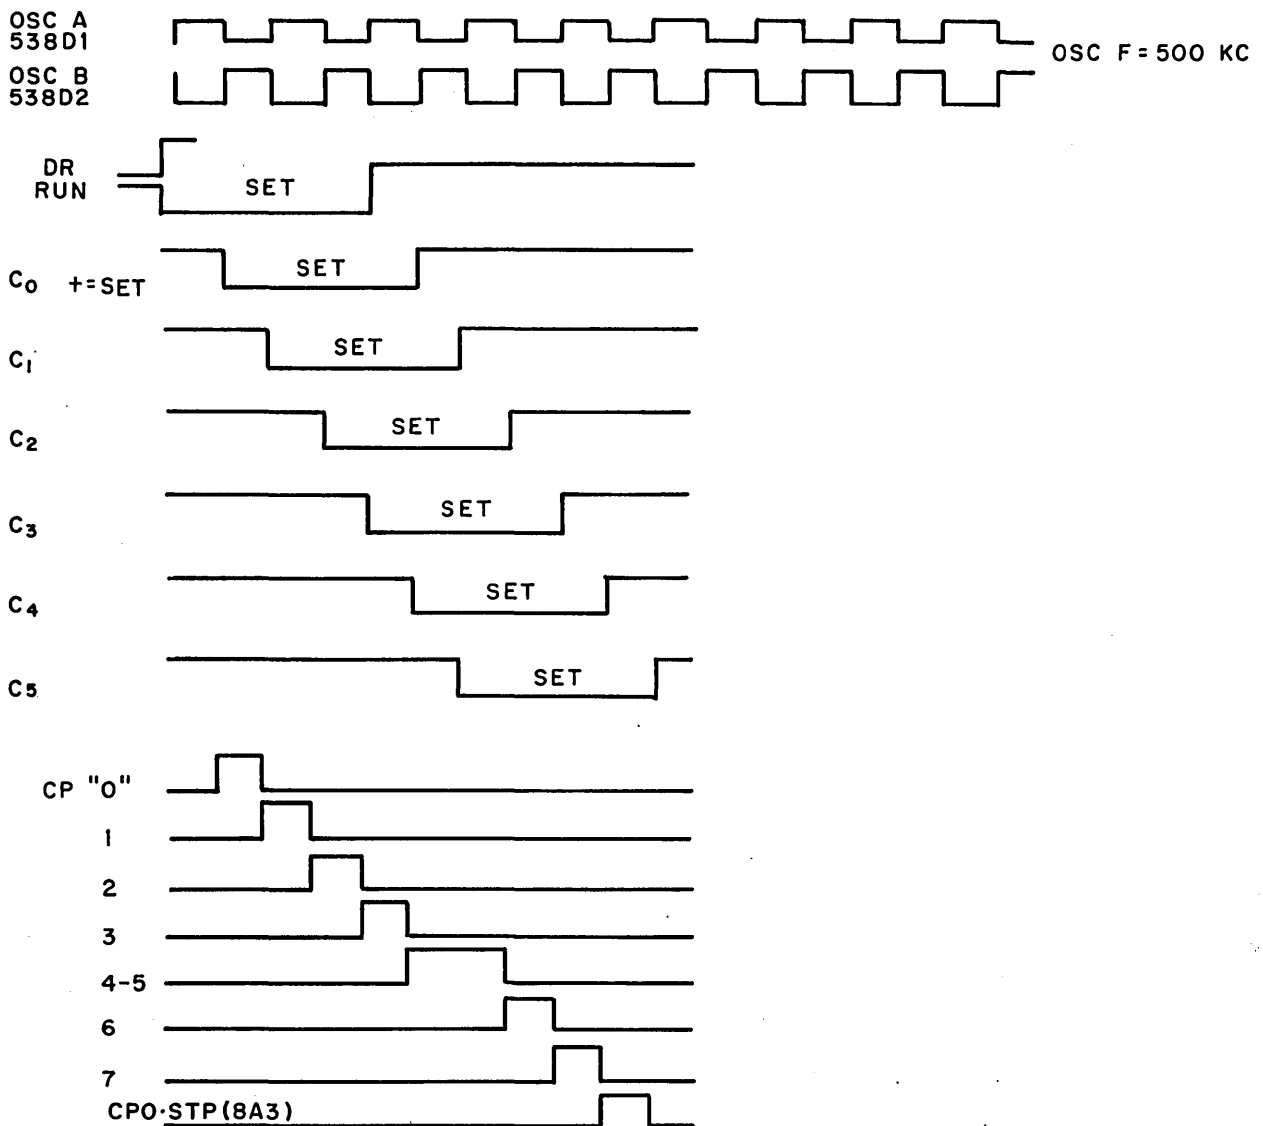 OSC A
538D1
OSC F = 500 KC
OSC B
538D2
DR
RUN
SET
C0 += SET
SET
C1
SET
C2
SET
C3
SET
C4
SET
C5
SET
CP "0"
1
2
3
4-5
6
7
CPO·STP(8A3)